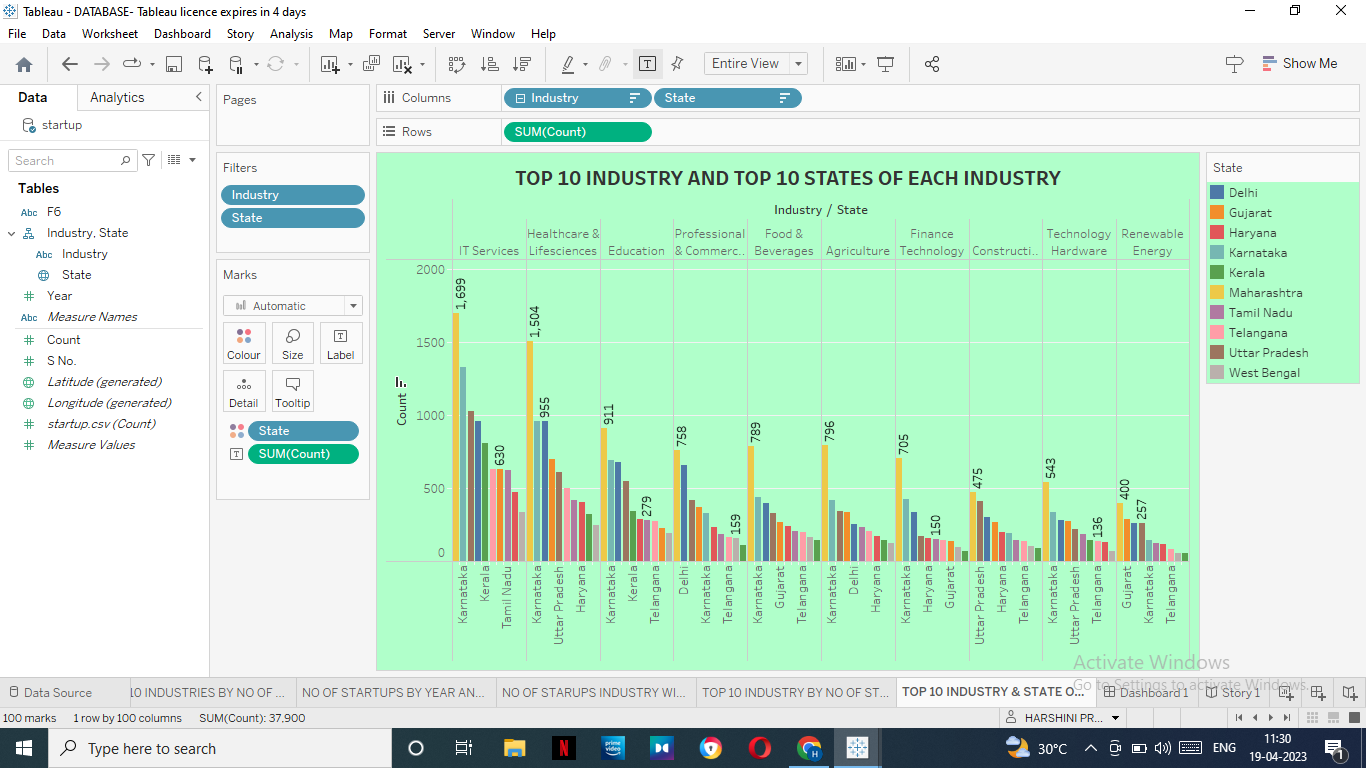 Tableau - DATABASE- Tableau licence expires in 4 days
File Data Worksheet Dashboard Story Analysis Map Format Server Window Help
Entire View
Show Me
Data Analytics
startup
Search
Tables
Abc F6
Industry, State
Abc Industry
State
Year
Abc Measure Names
Count
S No.
Latitude (generated)
Longitude (generated)
startup.csv (Count)
Measure Values
Pages
Filters
Industry
State
Marks
Automatic
Colour Size Label
Detail Tooltip
State
SUM(Count)
Columns Industry State
Rows SUM(Count)
TOP 10 INDUSTRY AND TOP 10 STATES OF EACH INDUSTRY
Industry / State
IT Services
Healthcare &
Lifesciences
Education
Professional
& Commerc..
Food &
Beverages
Agriculture
Finance
Technology
Constructi..
Technology
Hardware
Renewable
Energy
2000
1500
1000
500
0
Count
1,699
630
1,504
955
911
279
758
159
789
796
705
150
475
543
136
400
257
Karnataka
Kerala
Tamil Nadu
Karnataka
Uttar Pradesh
Haryana
Karnataka
Kerala
Telangana
Delhi
Karnataka
Telangana
Karnataka
Gujarat
Telangana
Karnataka
Delhi
Haryana
Karnataka
Haryana
Gujarat
Uttar Pradesh
Haryana
Telangana
Karnataka
Uttar Pradesh
Telangana
Gujarat
Karnataka
Telangana
State
Delhi
Gujarat
Haryana
Karnataka
Kerala
Maharashtra
Tamil Nadu
Telangana
Uttar Pradesh
West Bengal
Activate Windows
Go to Settings to activate Windows.
Data Source
10 INDUSTRIES BY NO OF ...
NO OF STARTUPS BY YEAR AN...
NO OF STARUPS INDUSTRY WI...
TOP 10 INDUSTRY BY NO OF ST...
TOP 10 INDUSTRY & STATE O...
Dashboard 1
Story 1
100 marks 1 row by 100 columns SUM(Count): 37,900
HARSHINI PR...
Type here to search
N
prime video
H
30°C
ENG
11:30
19-04-2023
1